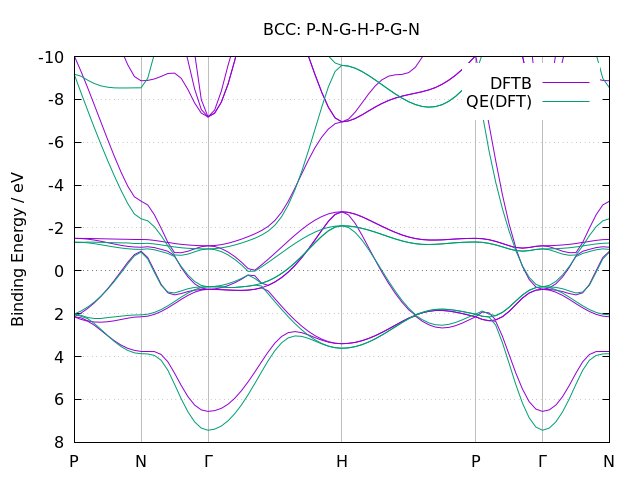 BCC: P-N-G-H-P-G-N
-10
-8
-6
-4
-2
0
2
4
6
8
Binding Energy / eV
DFTB
QE(DFT)
P N Γ H P Γ N